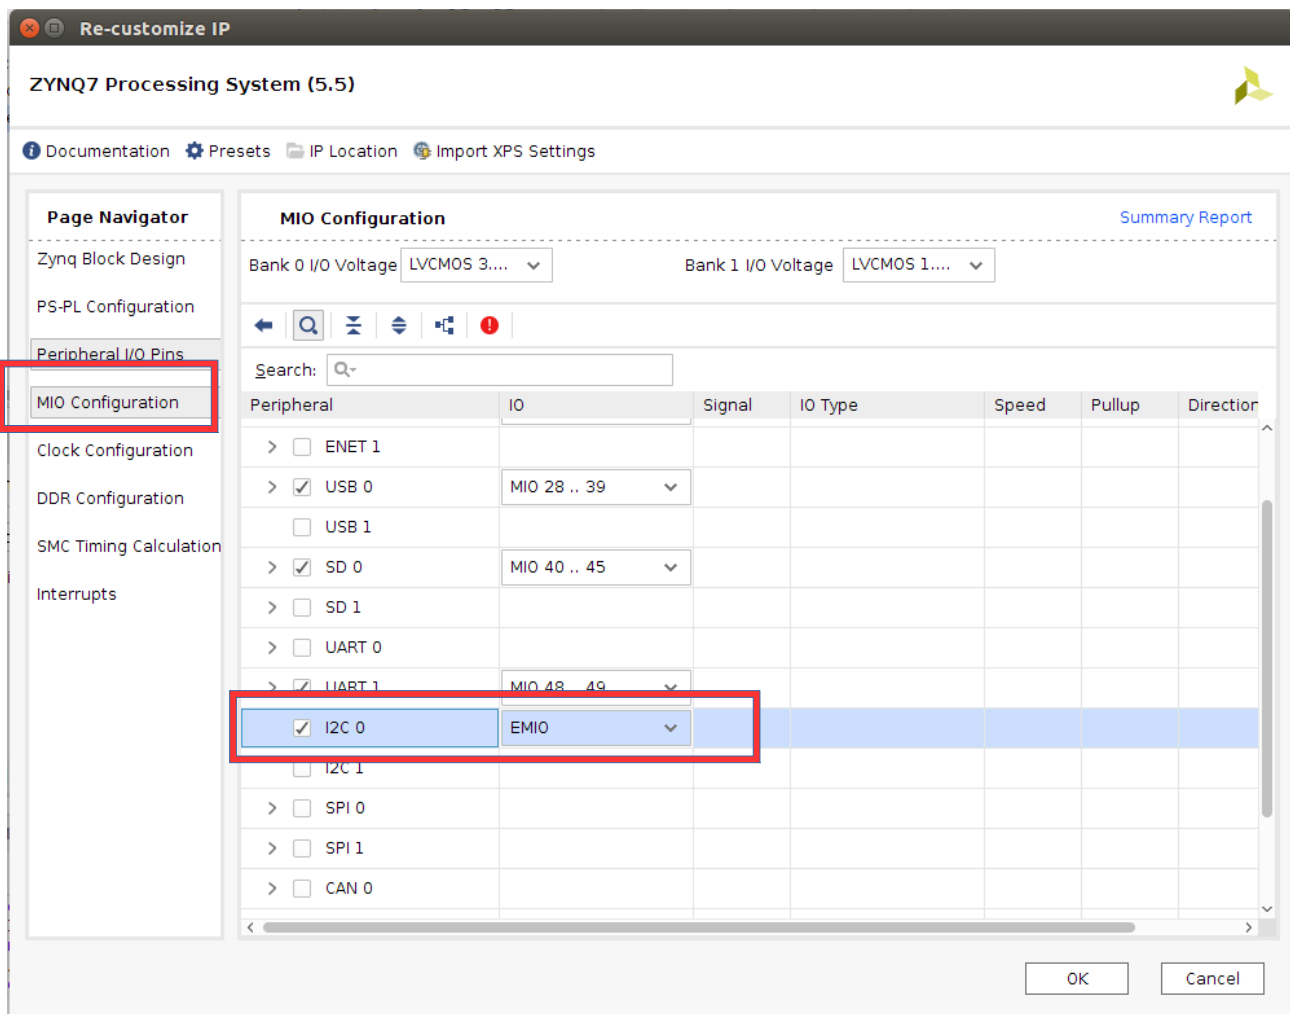 Re-customize IP
ZYNQ7 Processing System (5.5)
Documentation Presets IP Location Import XPS Settings
Page Navigator
Zynq Block Design
PS-PL Configuration
Peripheral I/O Pins
MIO Configuration
Clock Configuration
DDR Configuration
SMC Timing Calculation
Interrupts
MIO Configuration Summary Report
Bank 0 I/O Voltage LVCMOS 3.... Bank 1 I/O Voltage LVCMOS 1....
Search:
Peripheral IO Signal IO Type Speed Pullup Direction
ENET 1
USB 0 MIO 28 .. 39
USB 1
SD 0 MIO 40 .. 45
SD 1
UART 0
UART 1 MIO 48 .. 49
I2C 0 EMIO
I2C 1
SPI 0
SPI 1
CAN 0
OK Cancel